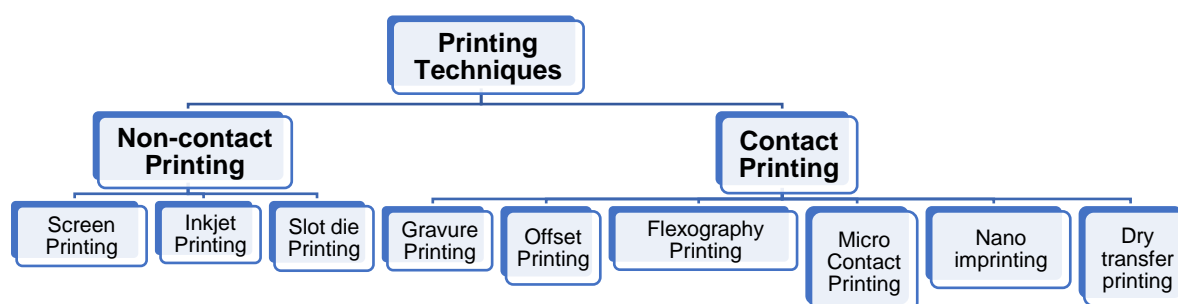 Printing
Techniques
Non-contact
Printing
Contact
Printing
Screen
Printing
Inkjet
Printing
Slot die
Printing
Gravure
Printing
Offset
Printing
Flexography
Printing
Micro
Contact
Printing
Nano
imprinting
Dry
transfer
printing